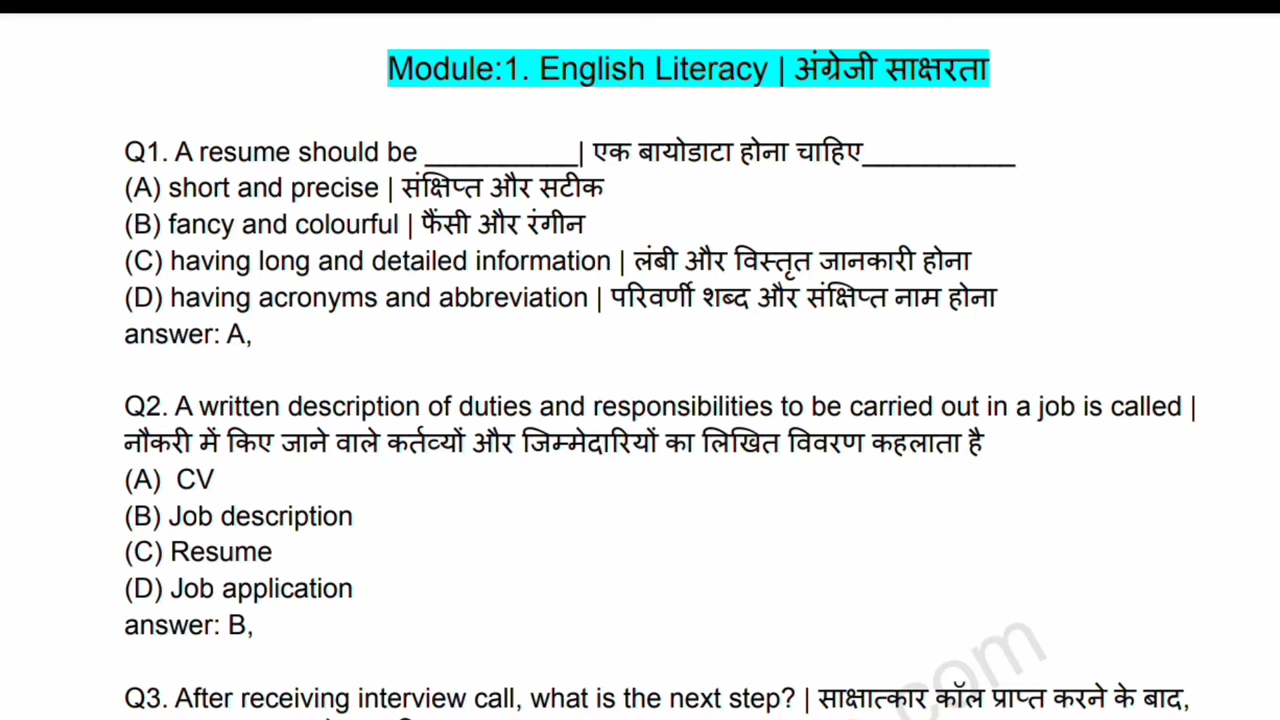 Module:1. English Literacy | अंग्रेजी साक्षरता
Q1. A resume should be __________| एक बायोडाटा होना चाहिए__________
(A) short and precise | संक्षिप्त और सटीक
(B) fancy and colourful | फैंसी और रंगीन
(C) having long and detailed information | लंबी और विस्तृत जानकारी होना
(D) having acronyms and abbreviation | परिवर्णी शब्द और संक्षिप्त नाम होना
answer: A,
Q2. A written description of duties and responsibilities to be carried out in a job is called |
नौकरी में किए जाने वाले कर्तव्यों और जिम्मेदारियों का लिखित विवरण कहलाता है
(A) CV
(B) Job description
(C) Resume
(D) Job application
answer: B,
.com
Q3. After receiving interview call, what is the next step? | साक्षात्कार कॉल प्राप्त करने के बाद,